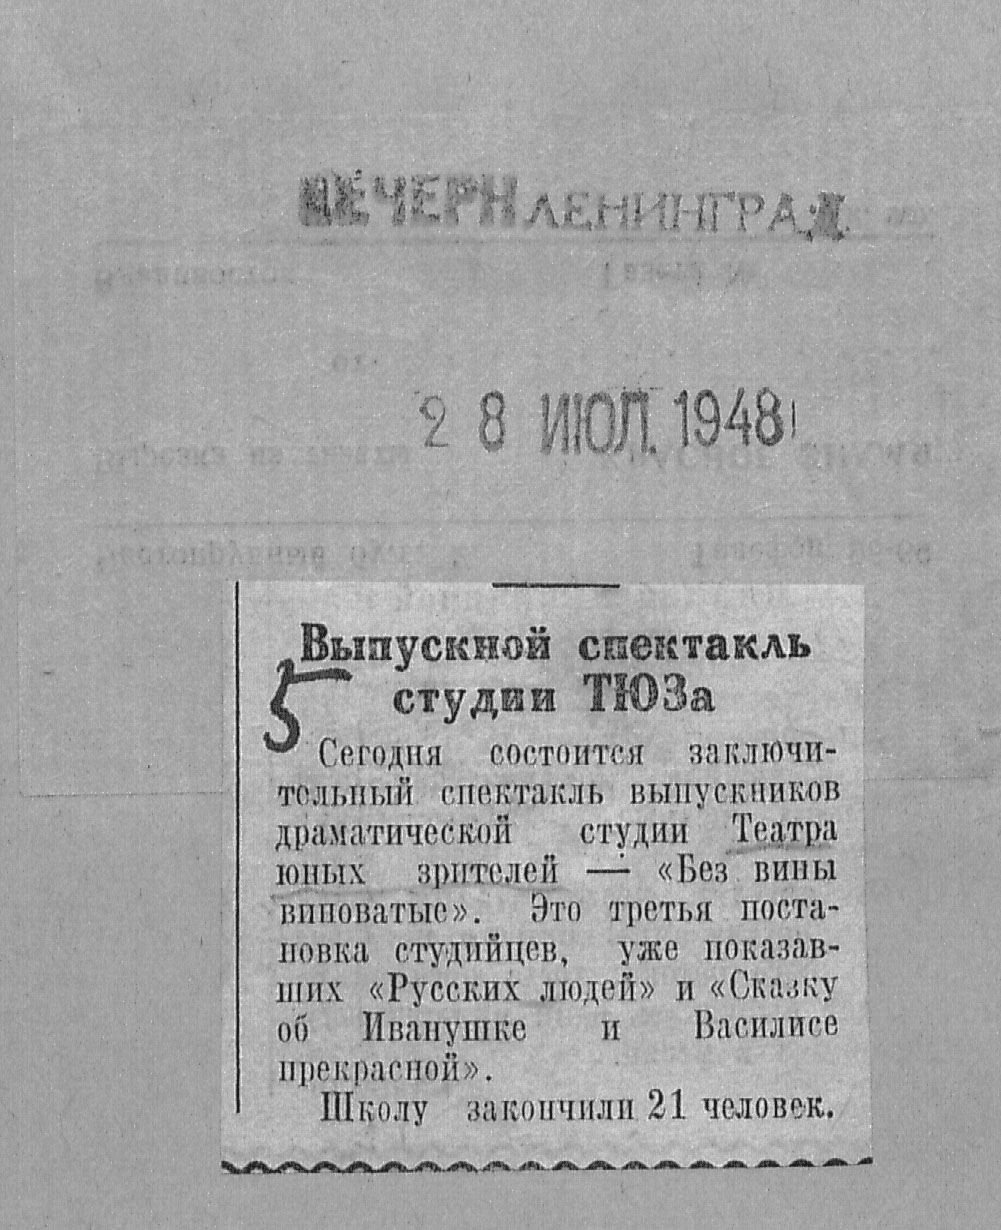 ВЕЧЕРН ЛЕНИНГРАД
28 ИЮЛ. 1948
Выпускной спектакль
5 студии ТЮЗа
Сегодня состоится заключи-
тельный спектакль выпускников
драматической студии Театра
юных зрителей — «Без вины
виноватые». Это третья поста-
новка студийцев, уже показав-
ших «Русских людей» и «Сказку
об Иванушке и Василисе
прекрасной».
Школу закончили 21 человек.